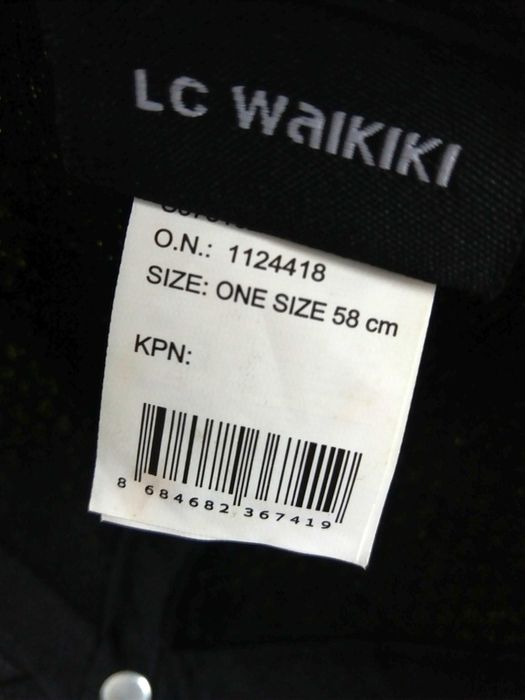 LC WaiKiKi
O.N.: 1124418
SIZE: ONE SIZE 58 cm
KPN:
8 684682 367419